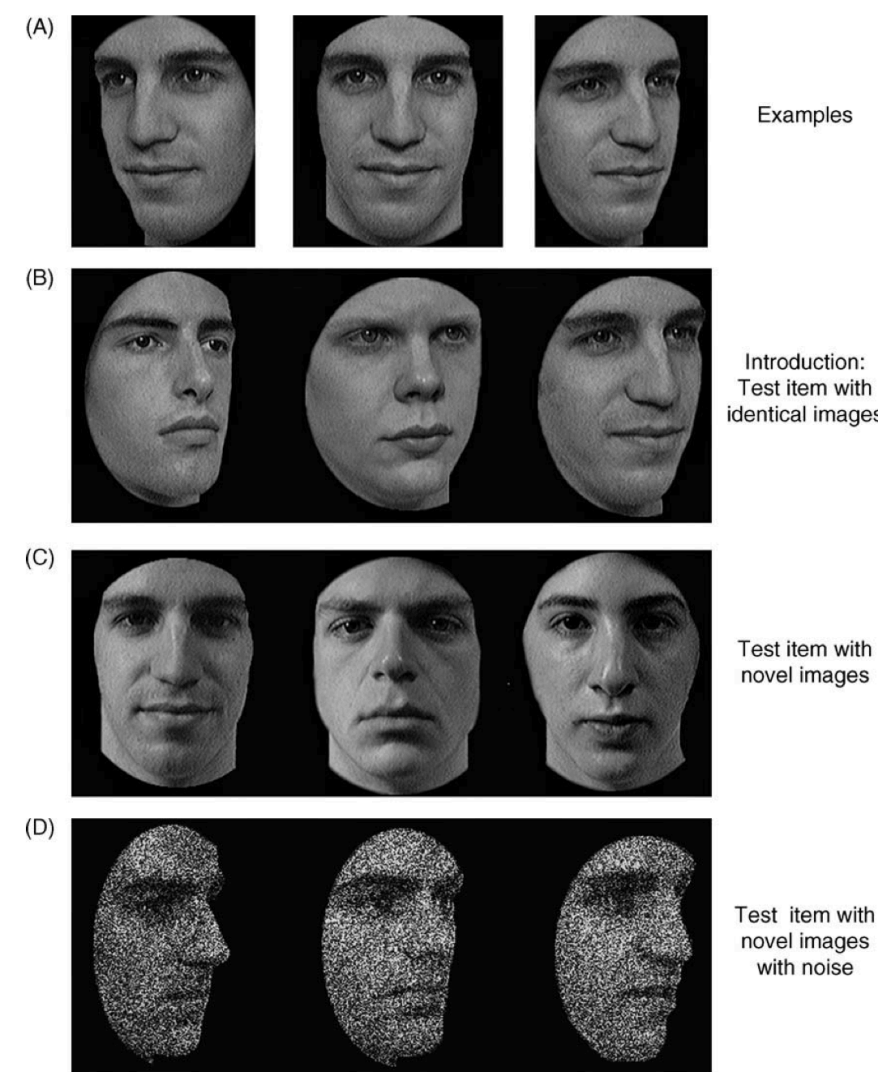 (A)
Examples
(B)
Introduction:
Test item with
identical images
(C)
Test item with
novel images
(D)
Test item with
novel images
with noise